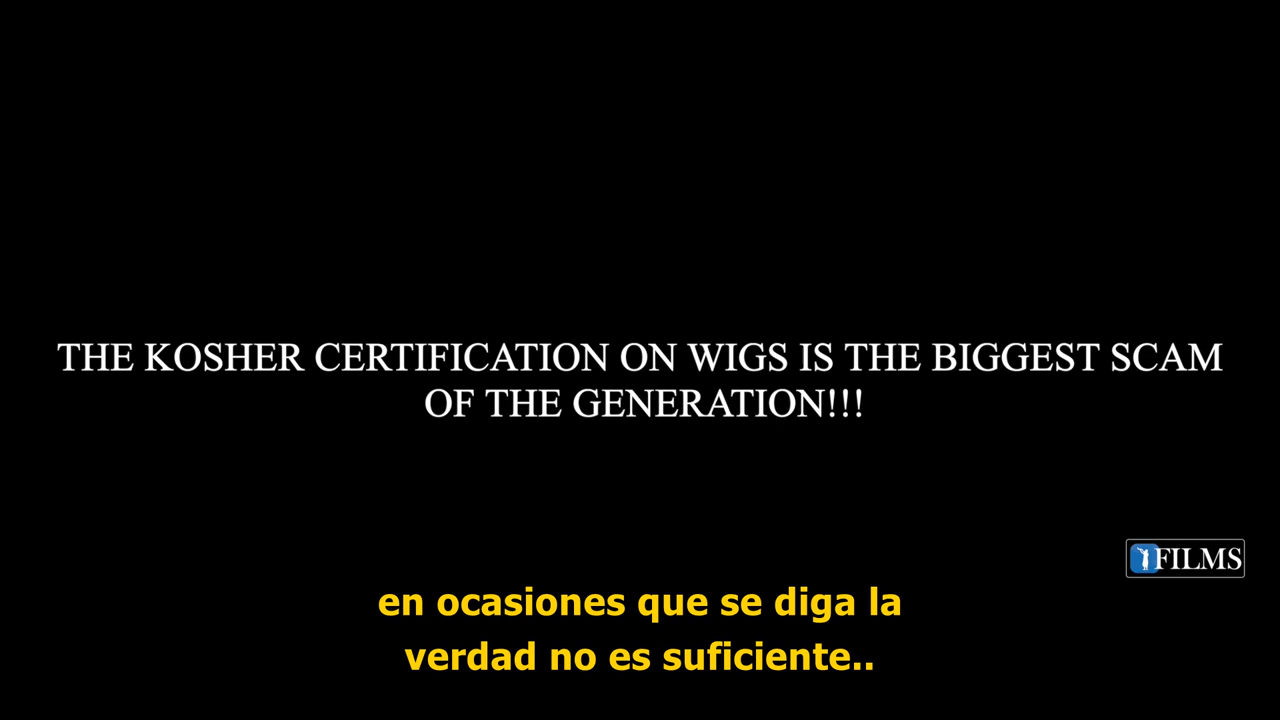 THE KOSHER CERTIFICATION ON WIGS IS THE BIGGEST SCAM
OF THE GENERATION!!!
FILMS
en ocasiones que se diga la
verdad no es suficiente..